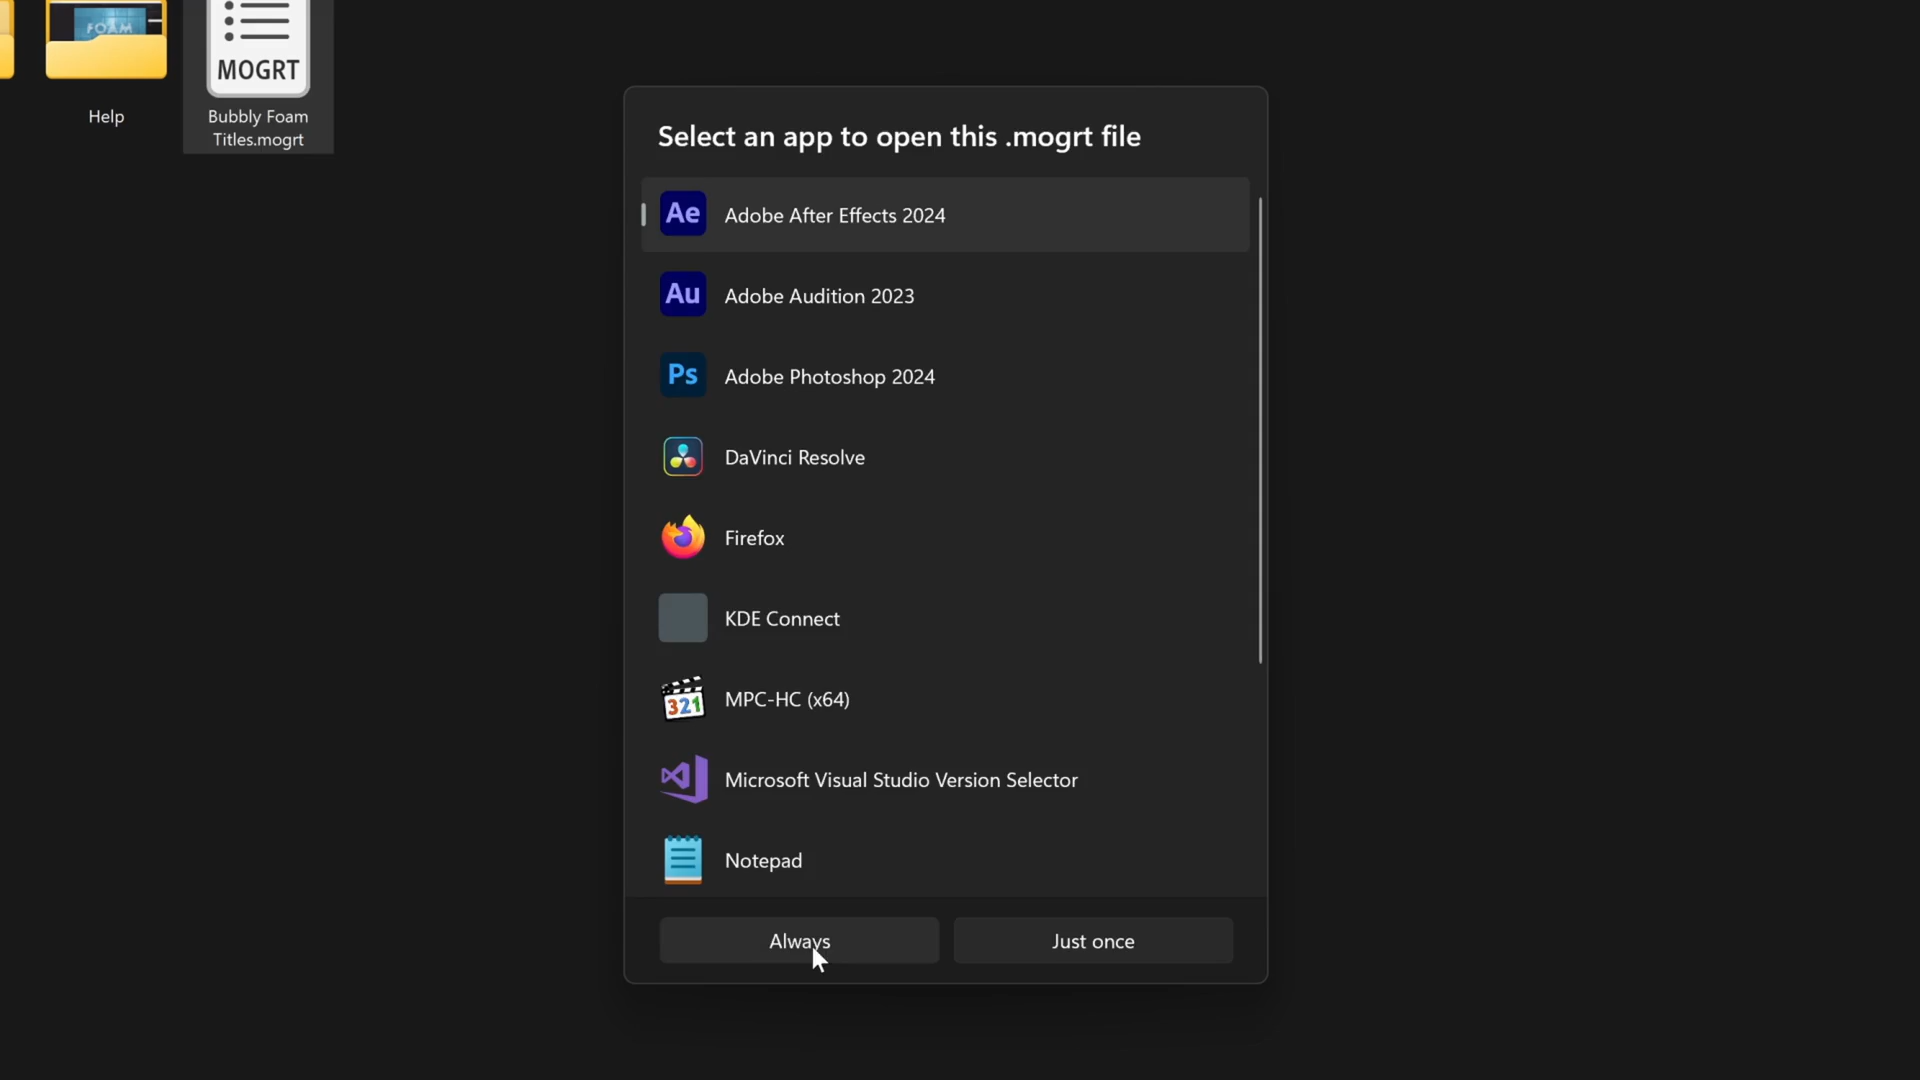 FOAM
MOGRT
Help
Bubbly Foam
Titles.mogrt
Select an app to open this .mogrt file
Ae Adobe After Effects 2024
Au Adobe Audition 2023
Ps Adobe Photoshop 2024
DaVinci Resolve
Firefox
KDE Connect
321 MPC-HC (x64)
Microsoft Visual Studio Version Selector
Notepad
Always Just once